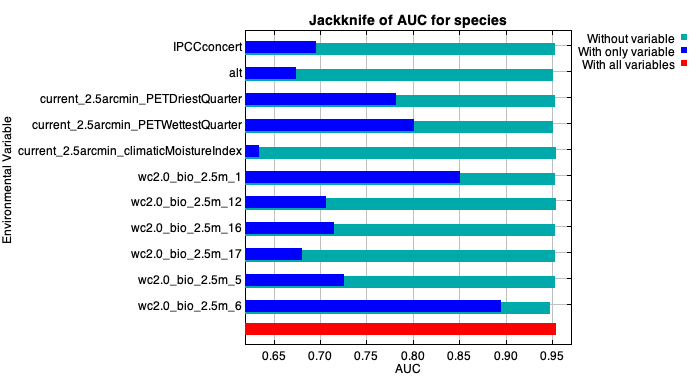 Jackknife of AUC for species
Without variable
With only variable
With all variables
Environmental Variable
IPCCconcert
alt
current_2.5arcmin_PETDriestQuarter
current_2.5arcmin_PETWettestQuarter
current_2.5arcmin_climaticMoistureIndex
wc2.0_bio_2.5m_1
wc2.0_bio_2.5m_12
wc2.0_bio_2.5m_16
wc2.0_bio_2.5m_17
wc2.0_bio_2.5m_5
wc2.0_bio_2.5m_6
0.65 0.70 0.75 0.80 0.85 0.90 0.95
AUC